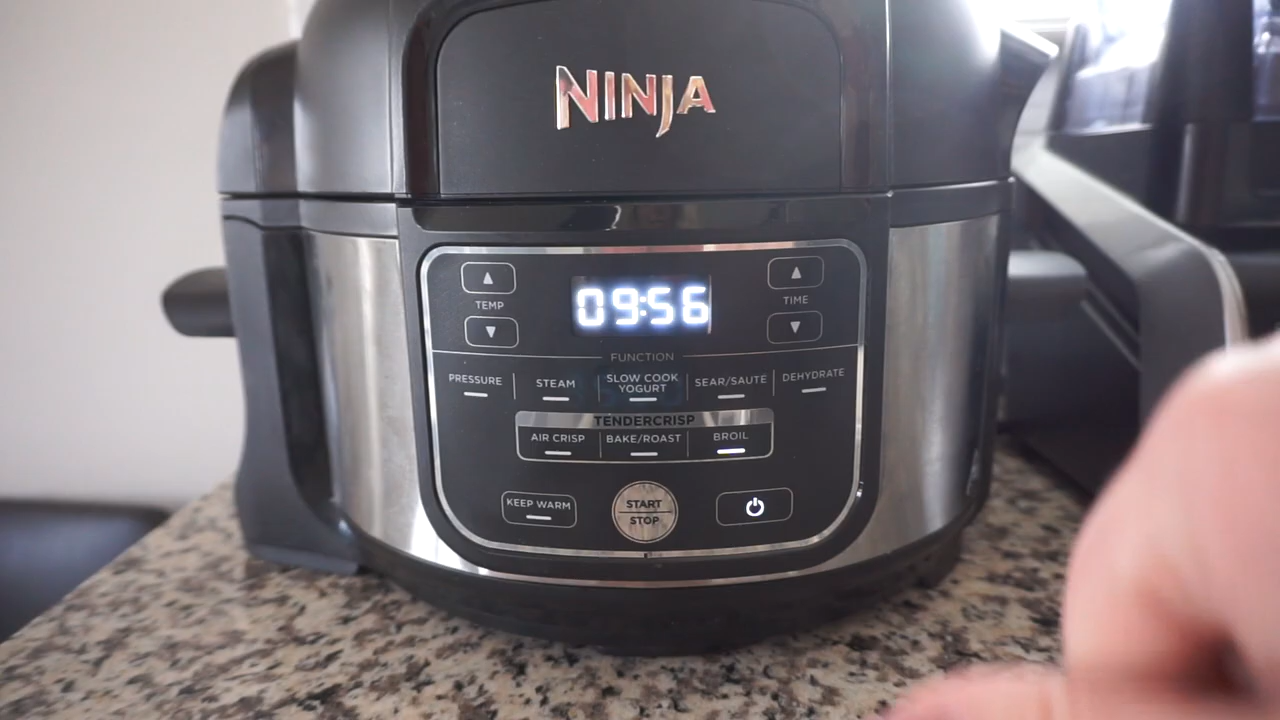 NINJA
▲ ▲
09:56
TEMP TIME
▼ ▼
FUNCTION
PRESSURE STEAM SLOW COOK YOGURT SEAR/SAUTE DEHYDRATE
TENDERCRISP
AIR CRISP BAKE/ROAST BROIL
KEEP WARM START STOP